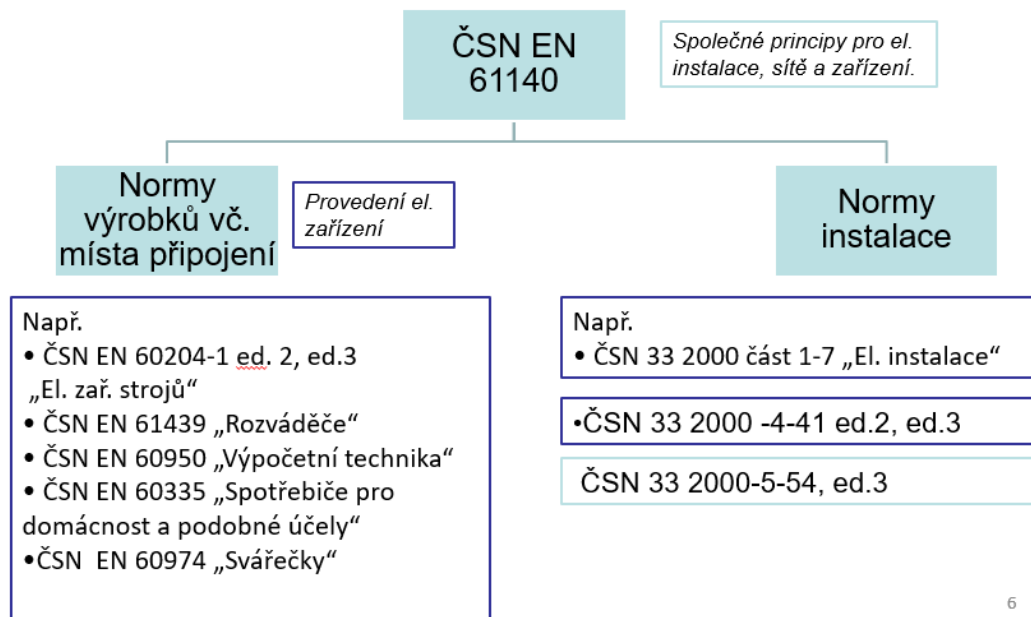 ČSN EN
61140
Společné principy pro el.
instalace, sítě a zařízení.
Normy
výrobků vč.
místa připojení
Provedení el.
zařízení
Normy
instalace
Např.
• ČSN EN 60204-1 ed. 2, ed.3
„El. zař. strojů“
• ČSN EN 61439 „Rozváděče“
• ČSN EN 60950 „Výpočetní technika“
• ČSN EN 60335 „Spotřebiče pro
domácnost a podobné účely“
•ČSN EN 60974 „Svářečky“
Např.
• ČSN 33 2000 část 1-7 „El. instalace“
•ČSN 33 2000 -4-41 ed.2, ed.3
ČSN 33 2000-5-54, ed.3
6